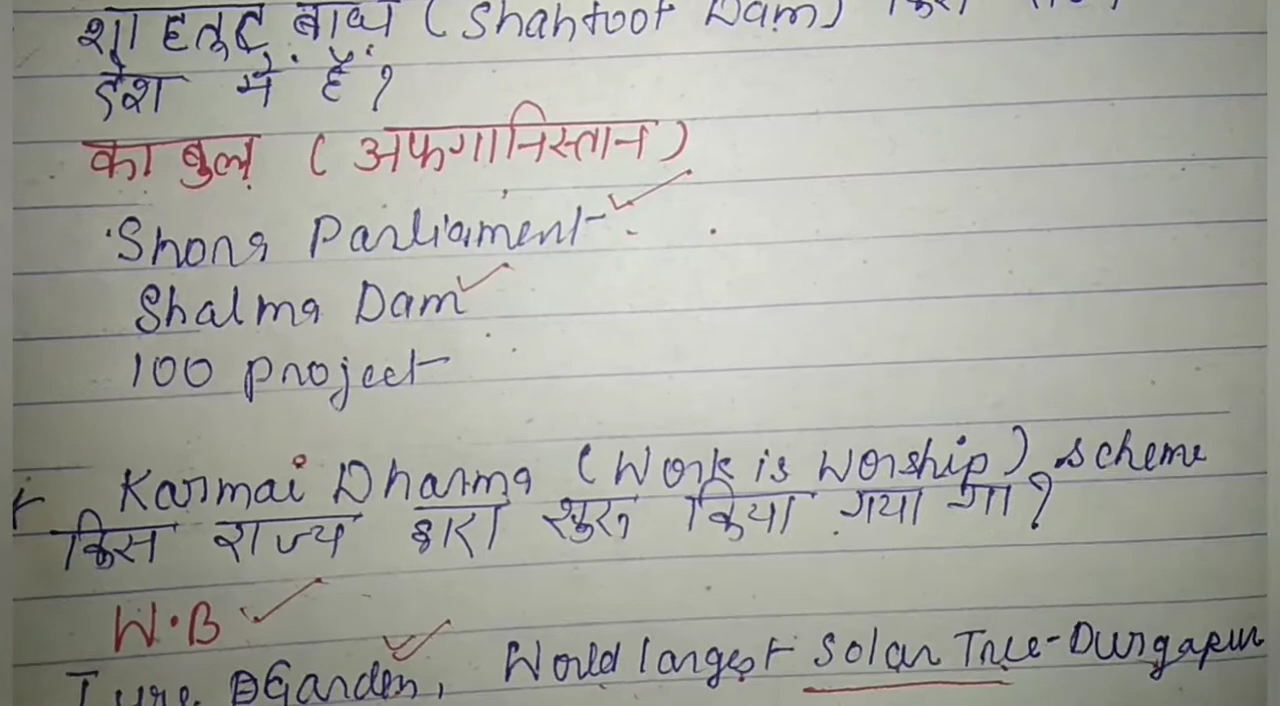 शाहतूट बांध (Shahtoot Dam) किस
देश में है?
काबुल (अफगानिस्तान)
Parliament
Shalma Dam
100 project
Karmai Dharma (Work is Worship) scheme
किस राज्य द्वारा शुरू किया गया गा?
W.B
Tyre Garden, World largest Solar Tree-Durgapur